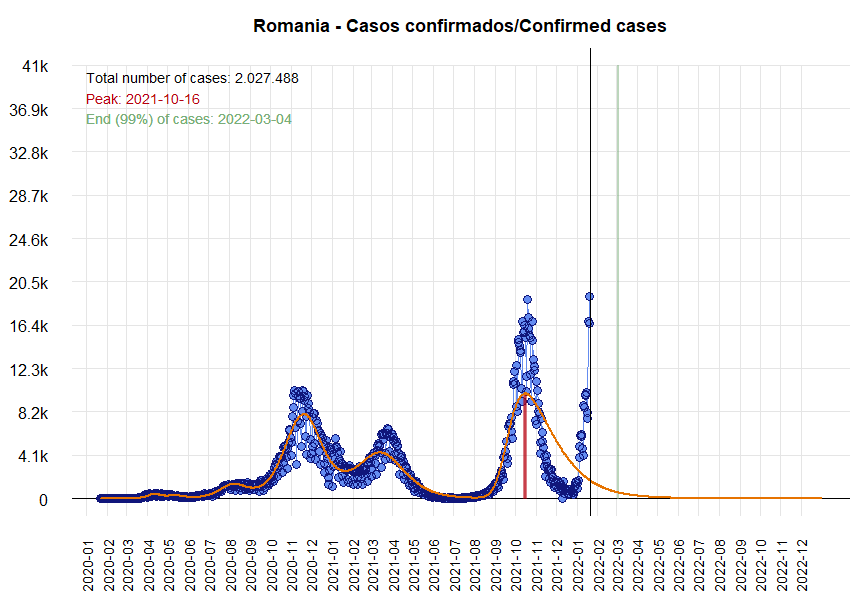 Romania - Casos confirmados/Confirmed cases
41k
Total number of cases: 2.027.488
Peak: 2021-10-16
36.9k
End (99%) of cases: 2022-03-04
32.8k
28.7k
24.6k
20.5k
16.4k
12.3k
8.2k
4.1k
0
2020-01
2020-02
2020-03
2020-04
2020-05
2020-06
2020-07
2020-08
2020-09
2020-10
2020-11
2020-12
2021-01
2021-02
2021-03
2021-04
2021-05
2021-06
2021-07
2021-08
2021-09
2021-10
2021-11
2021-12
2022-01
2022-02
2022-03
2022-04
2022-05
2022-06
2022-07
2022-08
2022-09
2022-10
2022-11
2022-12